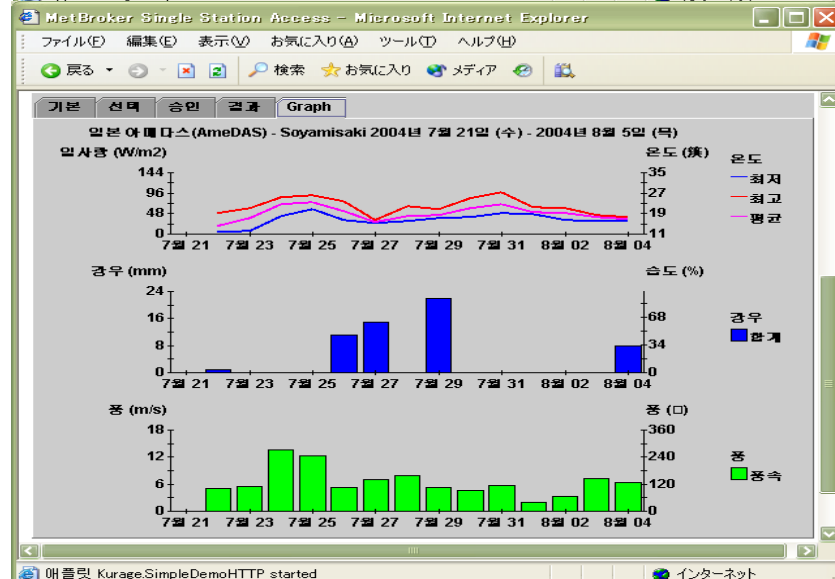 MetBroker Single Station Access - Microsoft Internet Explorer
ファイル(F) 編集(E) 表示(V) お気に入り(A) ツール(T) ヘルプ(H)
戻る 検索 お気に入り メディア
기본 선택 승인 결과 Graph
일본 아메다스(AmeDAS) - Soyamisaki 2004년 7월 21일 (수) - 2004년 8월 5일 (목)
일사량 (W/m2) 온도 (燻)
144 35
96 27
48 19
0 11
7월 21 7월 23 7월 25 7월 27 7월 29 7월 31 8월 02 8월 04
온도
최저
최고
평균
강우 (mm) 습도 (%)
24
16 68
8 34
0 0
7월 21 7월 23 7월 25 7월 27 7월 29 7월 31 8월 02 8월 04
강우
합계
풍 (m/s) 풍 (□)
18 360
12 240
6 120
0 0
7월 21 7월 23 7월 25 7월 27 7월 29 7월 31 8월 02 8월 04
풍
풍속
애플릿 Kurage.SimpleDemoHTTP started インターネット